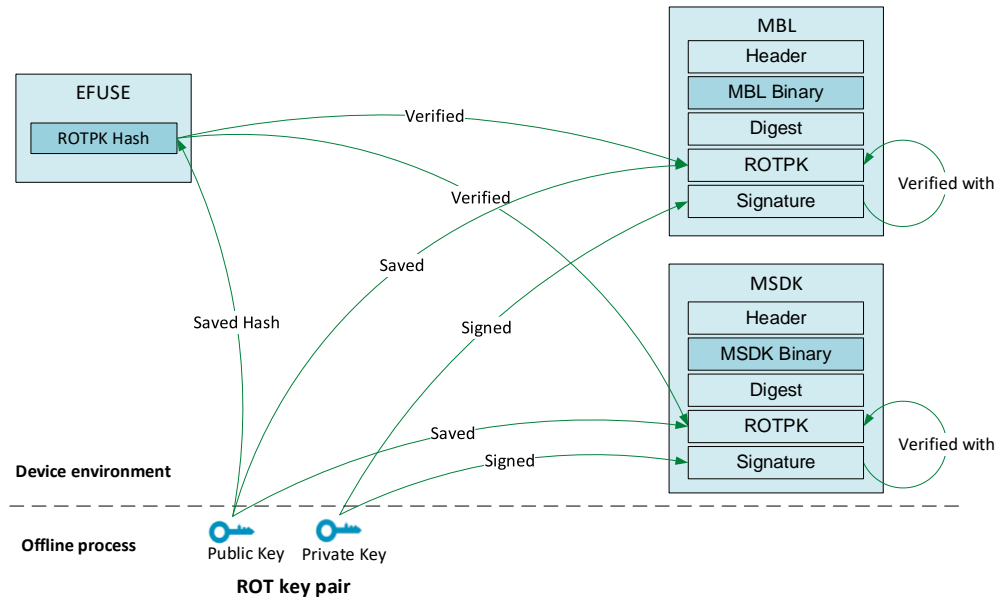 MBL
Header
MBL Binary
Digest
ROTPK
Signature
Verified with
EFUSE
ROTPK Hash
Verified
Verified
Saved
Saved Hash
Signed
MSDK
Header
MSDK Binary
Digest
ROTPK
Signature
Verified with
Saved
Signed
Device environment
Offline process
Public Key
Private Key
ROT key pair